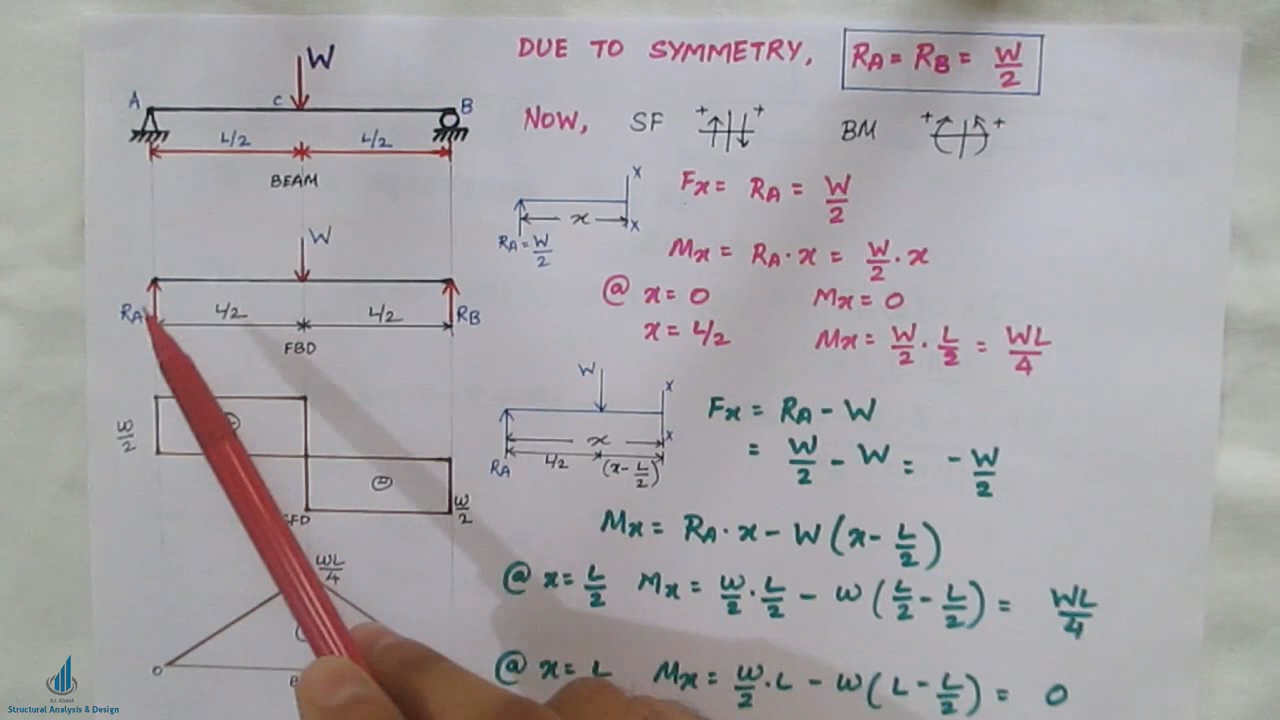 W
A C B
L/2 L/2
BEAM
W
RA L/2 L/2 RB
FBD
W/2
⊖
W/2
SFD
WL/4
0
DUE TO SYMMETRY, RA = RB = W/2
NOW, SF + + BM + +
x
x
x
RA = W/2
Fx = RA = W/2
Mx = RA · x = W/2 · x
@ x = 0 Mx = 0
x = L/2 Mx = W/2 · L/2 = WL/4
W
x
x
x
L/2 (x - L/2)
RA
Fx = RA - W
= W/2 - W = -W/2
Mx = RA · x - W(x - L/2)
@ x = L/2 Mx = W/2 · L/2 - W(L/2 - L/2) = WL/4
@ x = L Mx = W/2 · L - W(L - L/2) = 0
All About
Structural Analysis & Design